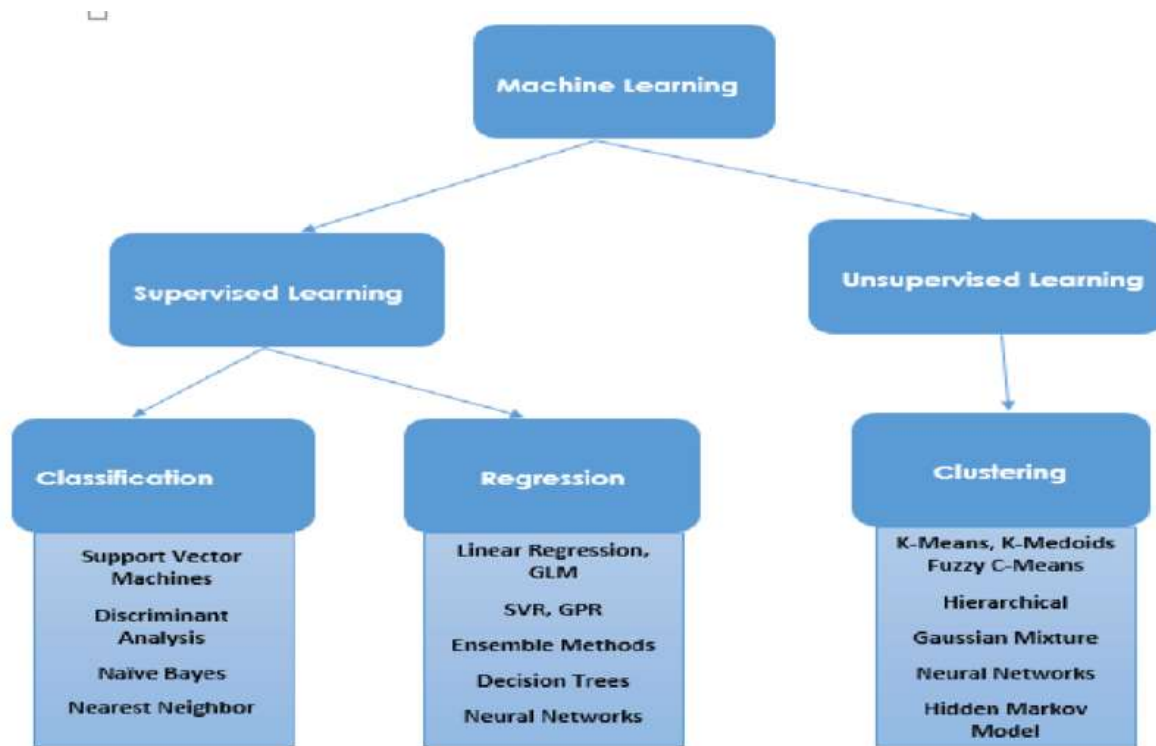 Machine Learning
Supervised Learning
Unsupervised Learning
Classification
Support Vector
Machines
Discriminant
Analysis
Naïve Bayes
Nearest Neighbor
Regression
Linear Regression,
GLM
SVR, GPR
Ensemble Methods
Decision Trees
Neural Networks
Clustering
K-Means, K-Medoids
Fuzzy C-Means
Hierarchical
Gaussian Mixture
Neural Networks
Hidden Markov
Model